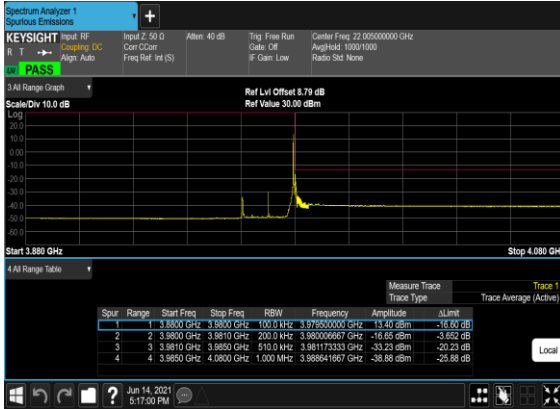 Spectrum Analyzer 1
Spurious Emissions
+
KEYSIGHT Input: RF Input Z: 50 Ω Atten: 40 dB Trig: Free Run Center Freq: 22.005000000 GHz
R T Coupling: DC Corr CCorr Gate: Off Avg|Hold: 1000/1000
Align: Auto Freq Ref: Int (S) IF Gain: Low Radio Std: None
PASS
3 All Range Graph
Ref Lvl Offset 8.79 dB
Scale/Div 10.0 dB Ref Value 30.00 dBm
Log
20.0
10.0
0.00
-10.0
-20.0
-30.0
-40.0
-50.0
-60.0
Start 3.880 GHz Stop 4.080 GH
4 All Range Table
Measure Trace Trace 1
Trace Type Trace Average (Active)
Spur Range Start Freq Stop Freq RBW Frequency Amplitude ΔLimit
1 1 3.8800 GHz 3.9800 GHz 100.0 kHz 3.979500000 GHz 13.40 dBm -16.60 dB
2 2 3.9800 GHz 3.9810 GHz 200.0 kHz 3.980006667 GHz -16.65 dBm -3.652 dB
3 3 3.9810 GHz 3.9850 GHz 510.0 kHz 3.981173333 GHz -33.23 dBm -20.23 dB
4 4 3.9850 GHz 4.0800 GHz 1.000 MHz 3.988641667 GHz -38.88 dBm -25.88 dB
Local
? Jun 14, 2021
5:17:00 PM